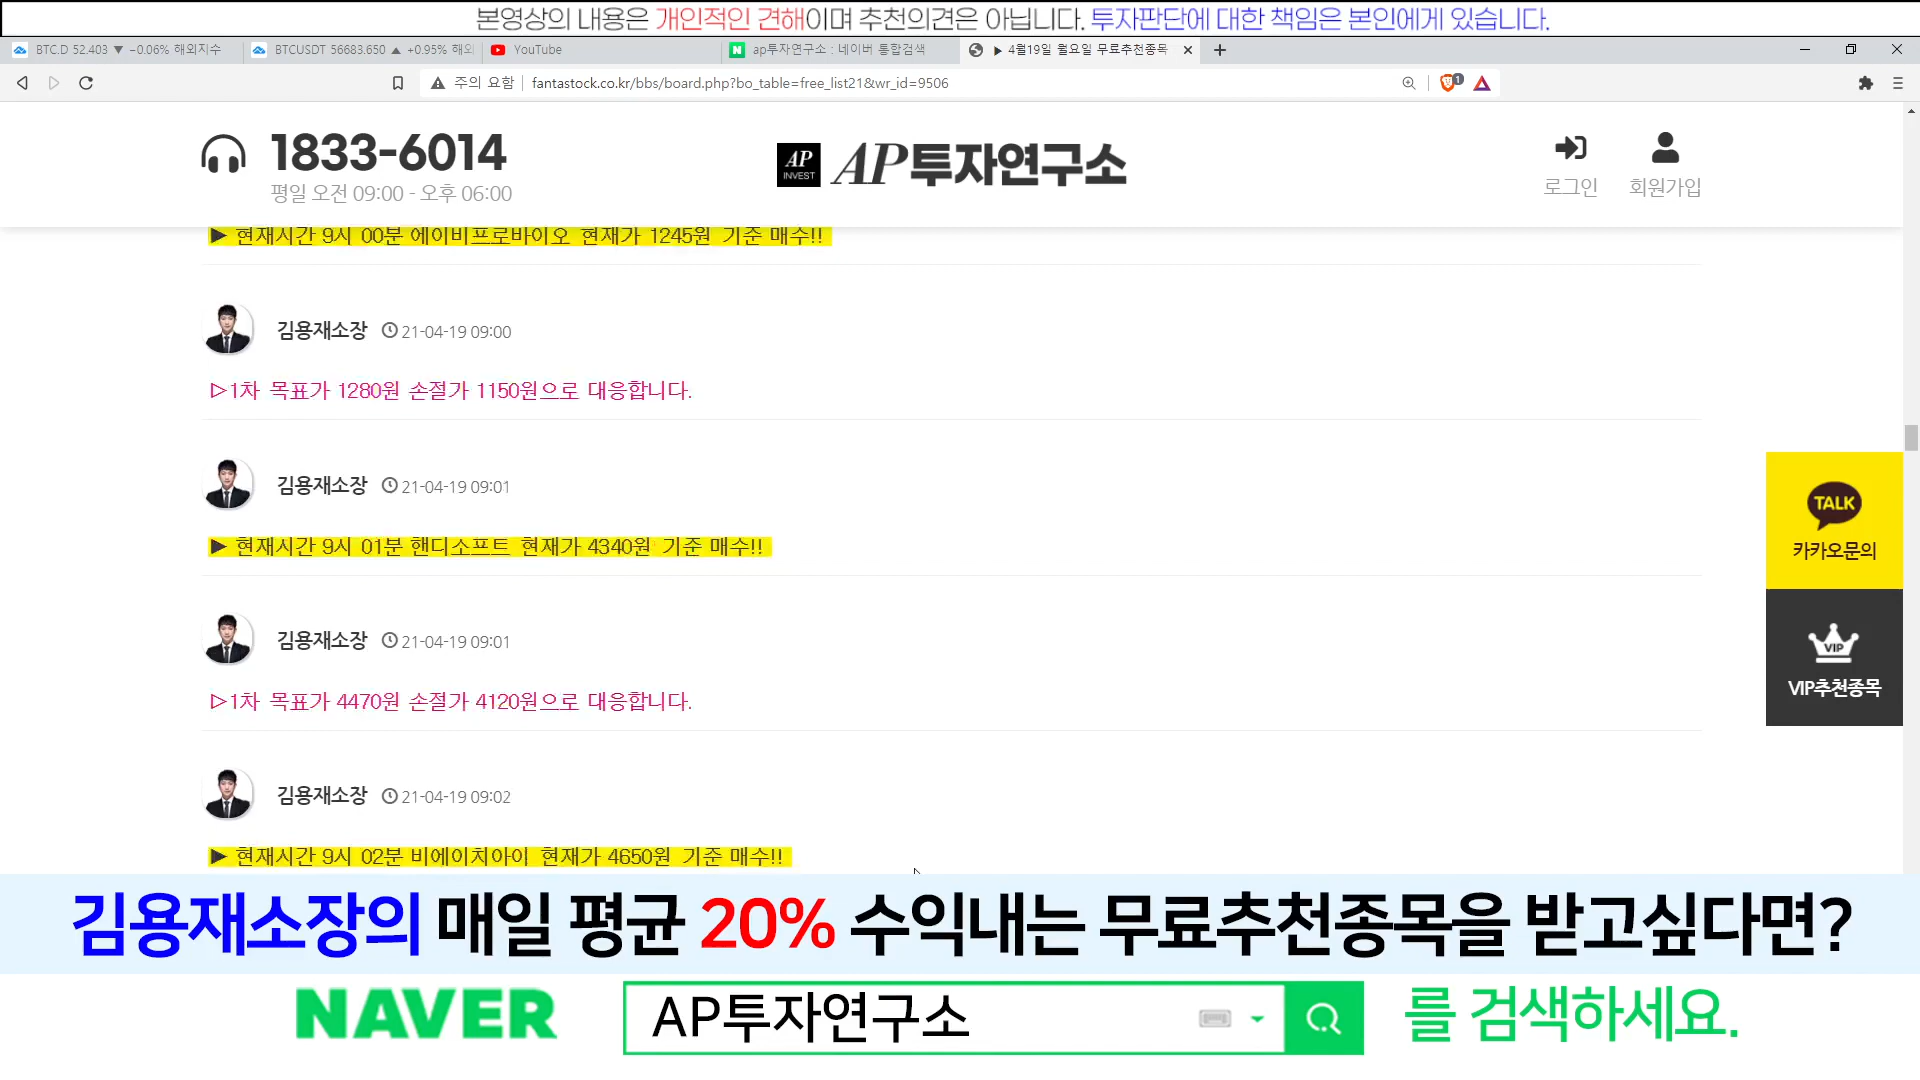 본영상의 내용은 개인적인 견해이며 추천의견은 아닙니다. 투자판단에 대한 책임은 본인에게 있습니다.
BTC.D 52.403 ▼ −0.06% 해외지수
BTCUSDT 56683.650 ▲ +0.95% 해외
YouTube
ap투자연구소 : 네이버 통합검색
▶ 4월19일 월요일 무료추천종목
주의 요함
fantastock.co.kr/bbs/board.php?bo_table=free_list21&wr_id=9506
1
1833-6014
평일 오전 09:00 - 오후 06:00
AP INVEST
AP투자연구소
로그인
회원가입
▶ 현재시간 9시 00분 에이비프로바이오 현재가 1245원 기준 매수!!
김용재소장 21-04-19 09:00
▷1차 목표가 1280원 손절가 1150원으로 대응합니다.
김용재소장 21-04-19 09:01
▶ 현재시간 9시 01분 핸디소프트 현재가 4340원 기준 매수!!
김용재소장 21-04-19 09:01
▷1차 목표가 4470원 손절가 4120원으로 대응합니다.
김용재소장 21-04-19 09:02
▶ 현재시간 9시 02분 비에이치아이 현재가 4650원 기준 매수!!
TALK
카카오문의
VIP
VIP추천종목
김용재소장의 매일 평균 20% 수익내는 무료추천종목을 받고싶다면?
NAVER
AP투자연구소
를 검색하세요.